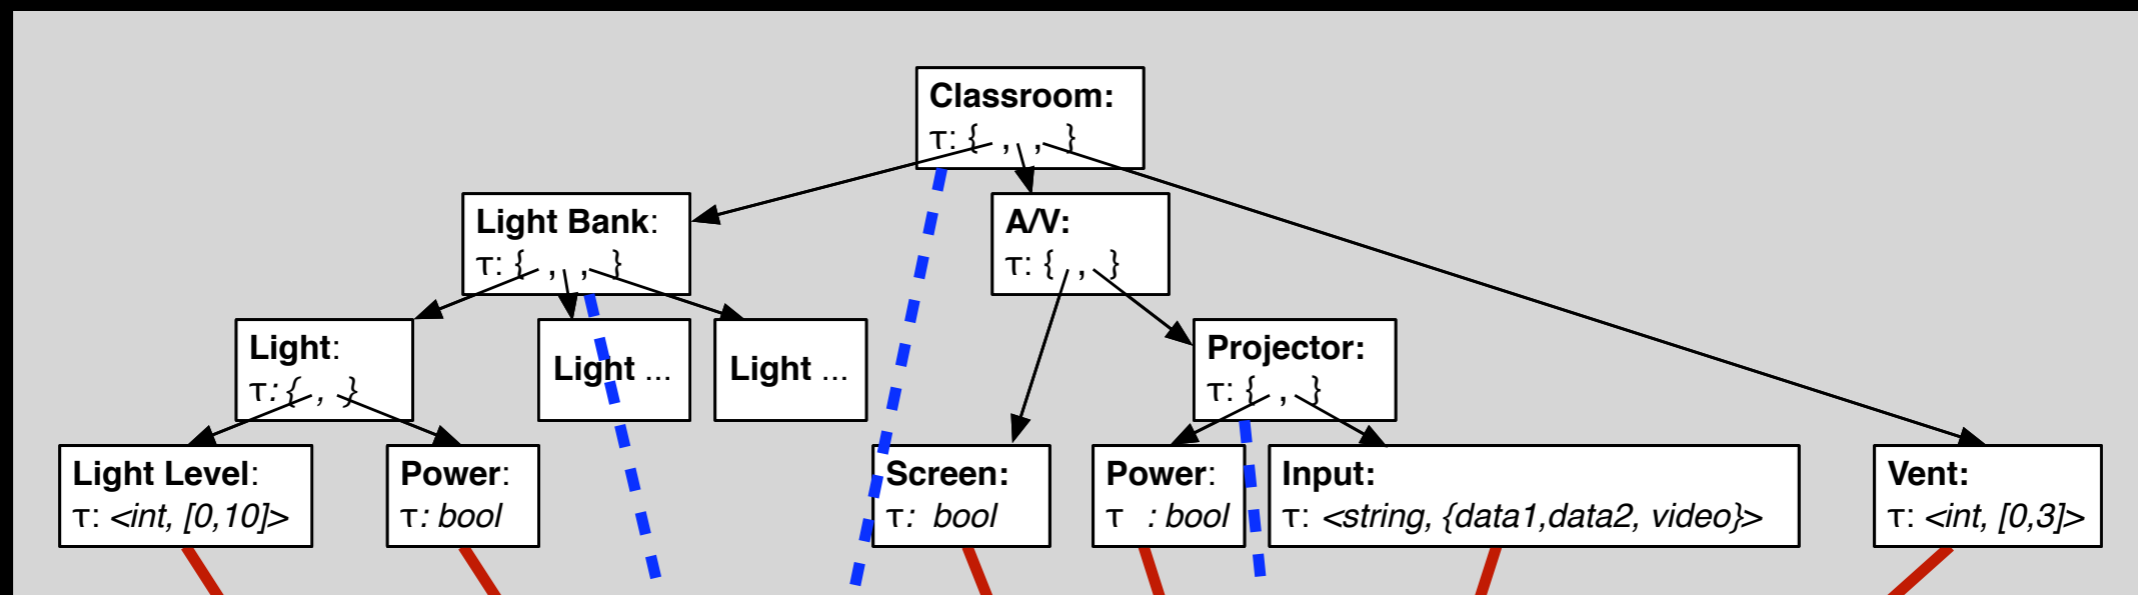 Classroom:
τ: { , , }
Light Bank:
τ: { , , }
A/V:
τ: { , }
Light:
τ: { , }
Light ...
Light ...
Projector:
τ: { , }
Light Level:
τ: <int, [0,10]>
Power:
τ: bool
Screen:
τ: bool
Power:
τ : bool
Input:
τ: <string, {data1,data2, video}>
Vent:
τ: <int, [0,3]>